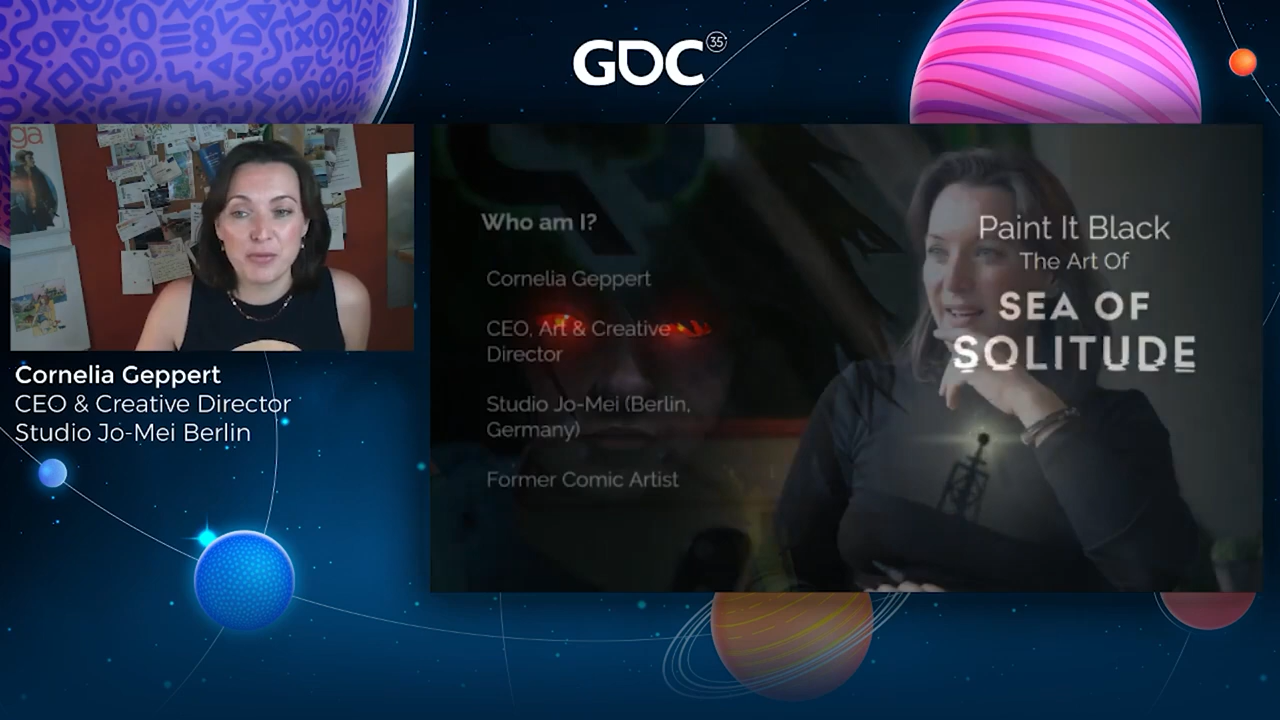 GDC 35
ga
Cornelia Geppert
CEO & Creative Director
Studio Jo-Mei Berlin
Who am I?
Cornelia Geppert
CEO, Art & Creative
Director
Studio Jo-Mei (Berlin,
Germany)
Former Comic Artist
Paint It Black
The Art Of
SEA OF
SOLITUDE